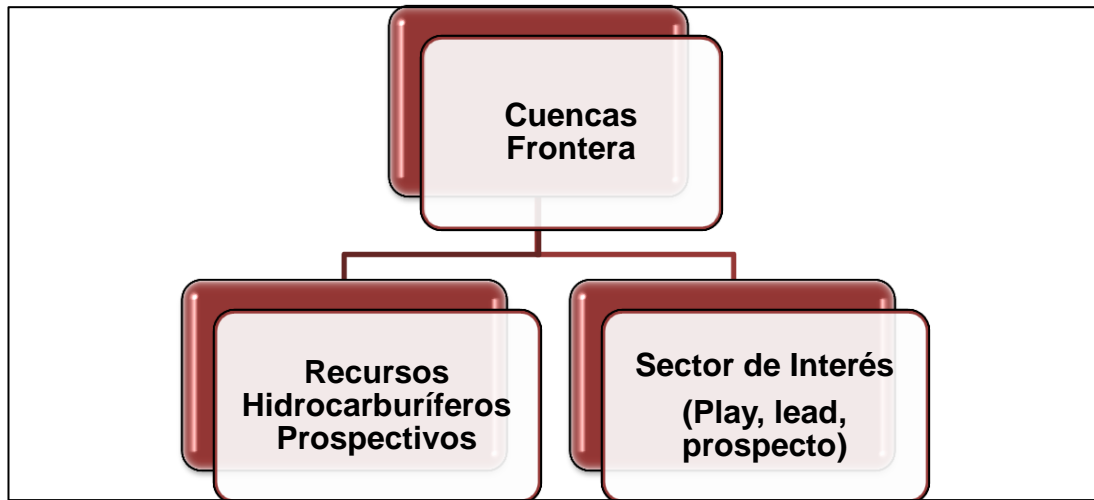 Cuencas
Frontera
Recursos
Hidrocarburíferos
Prospectivos
Sector de Interés
(Play, lead,
prospecto)